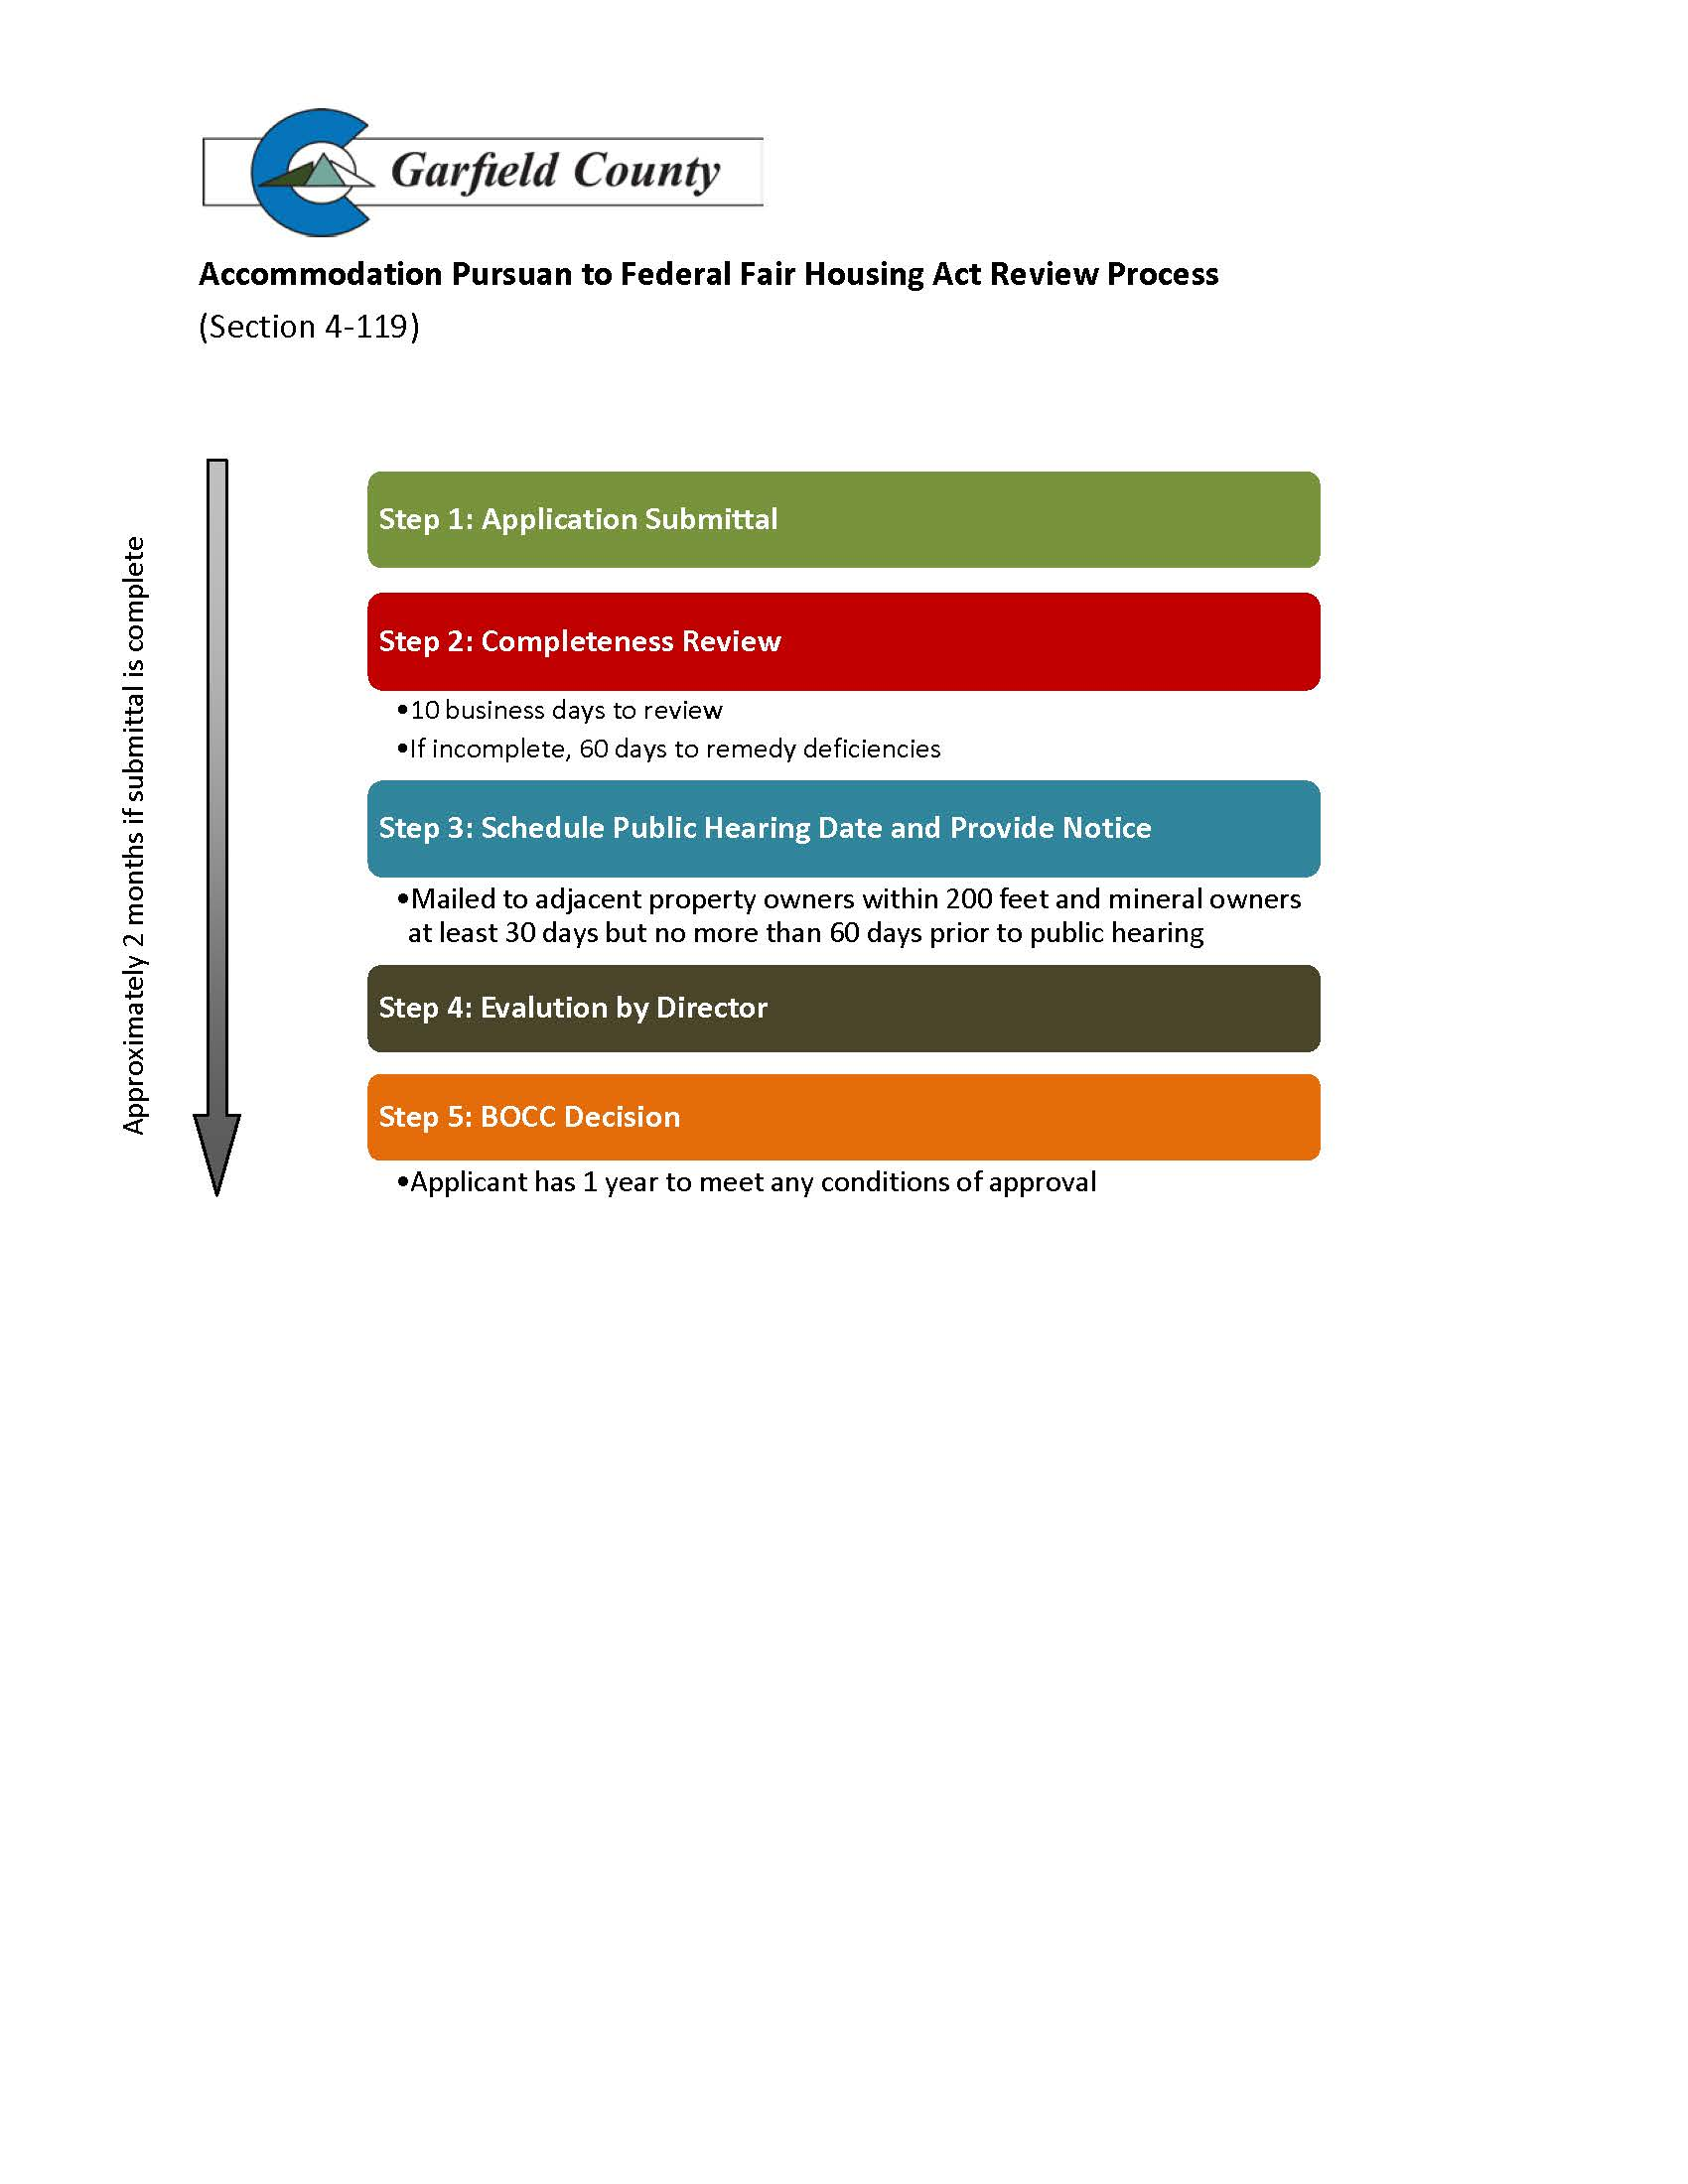 Garfield County
Accommodation Pursuan to Federal Fair Housing Act Review Process
(Section 4-119)
Approximately 2 months if submittal is complete
Step 1: Application Submittal
Step 2: Completeness Review
•10 business days to review
•If incomplete, 60 days to remedy deficiencies
Step 3: Schedule Public Hearing Date and Provide Notice
•Mailed to adjacent property owners within 200 feet and mineral owners
at least 30 days but no more than 60 days prior to public hearing
Step 4: Evalution by Director
Step 5: BOCC Decision
•Applicant has 1 year to meet any conditions of approval